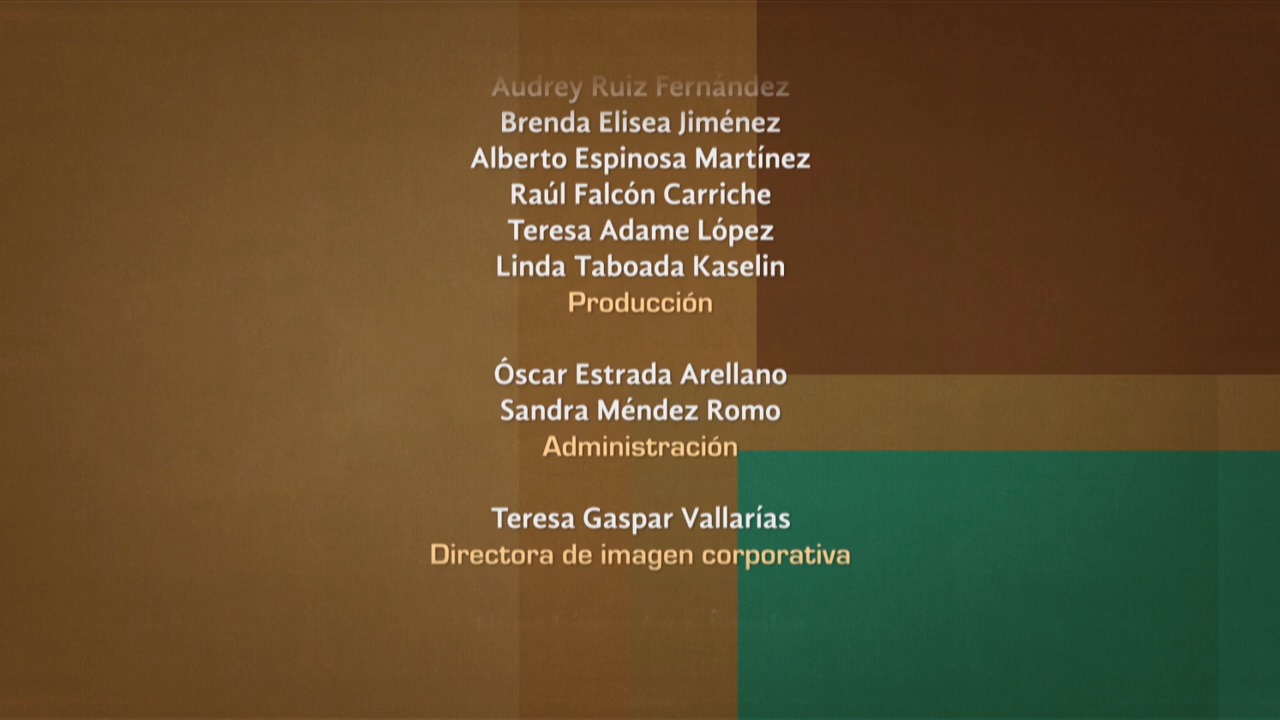 Audrey Ruiz Fernández
Brenda Elisea Jiménez
Alberto Espinosa Martínez
Raúl Falcón Carriche
Teresa Adame López
Linda Taboada Kaselin
Producción
Óscar Estrada Arellano
Sandra Méndez Romo
Administración
Teresa Gaspar Vallarías
Directora de imagen corporativa